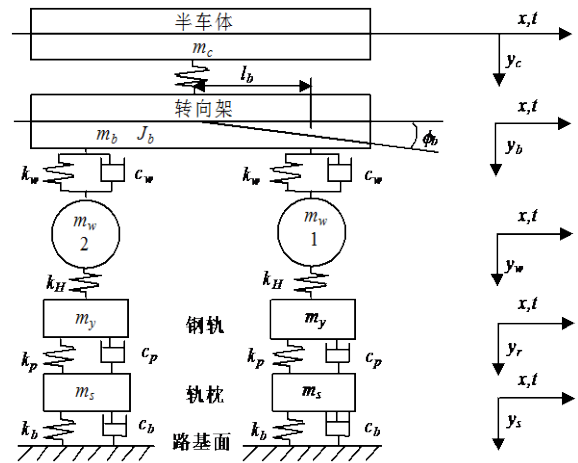 半车体
m_c
x,t
y_c
l_b
转向架
m_b J_b
ϕ_b
x,t
y_b
k_w c_w k_w c_w
m_w 2
m_w 1
x,t
y_w
k_H k_H
m_y 钢轨 m_y
x,t
y_r
k_p c_p k_p c_p
m_s 轨枕 m_s
x,t
y_s
k_b c_b 路基面 k_b c_b